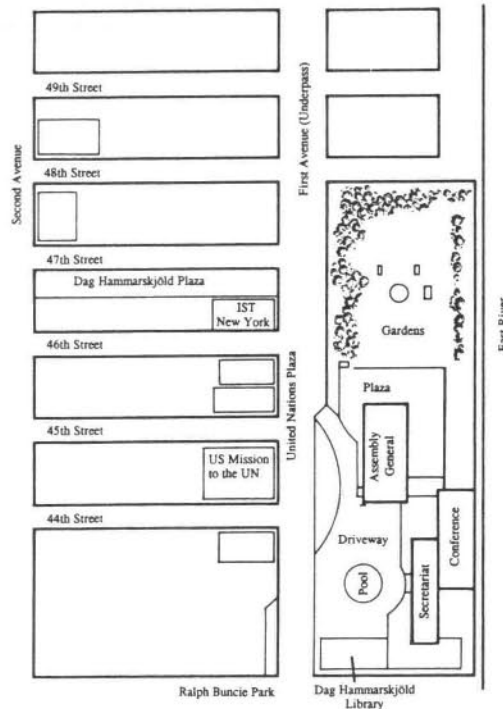 49th Street
48th Street
47th Street
Dag Hammarskjöld Plaza
IST
New York
46th Street
45th Street
US Mission
to the UN
44th Street
Second Avenue
First Avenue (Underpass)
United Nations Plaza
East River
Gardens
Plaza
Assembly
General
Conference
Driveway
Secretariat
Pool
Ralph Buncie Park
Dag Hammarskjöld
Library